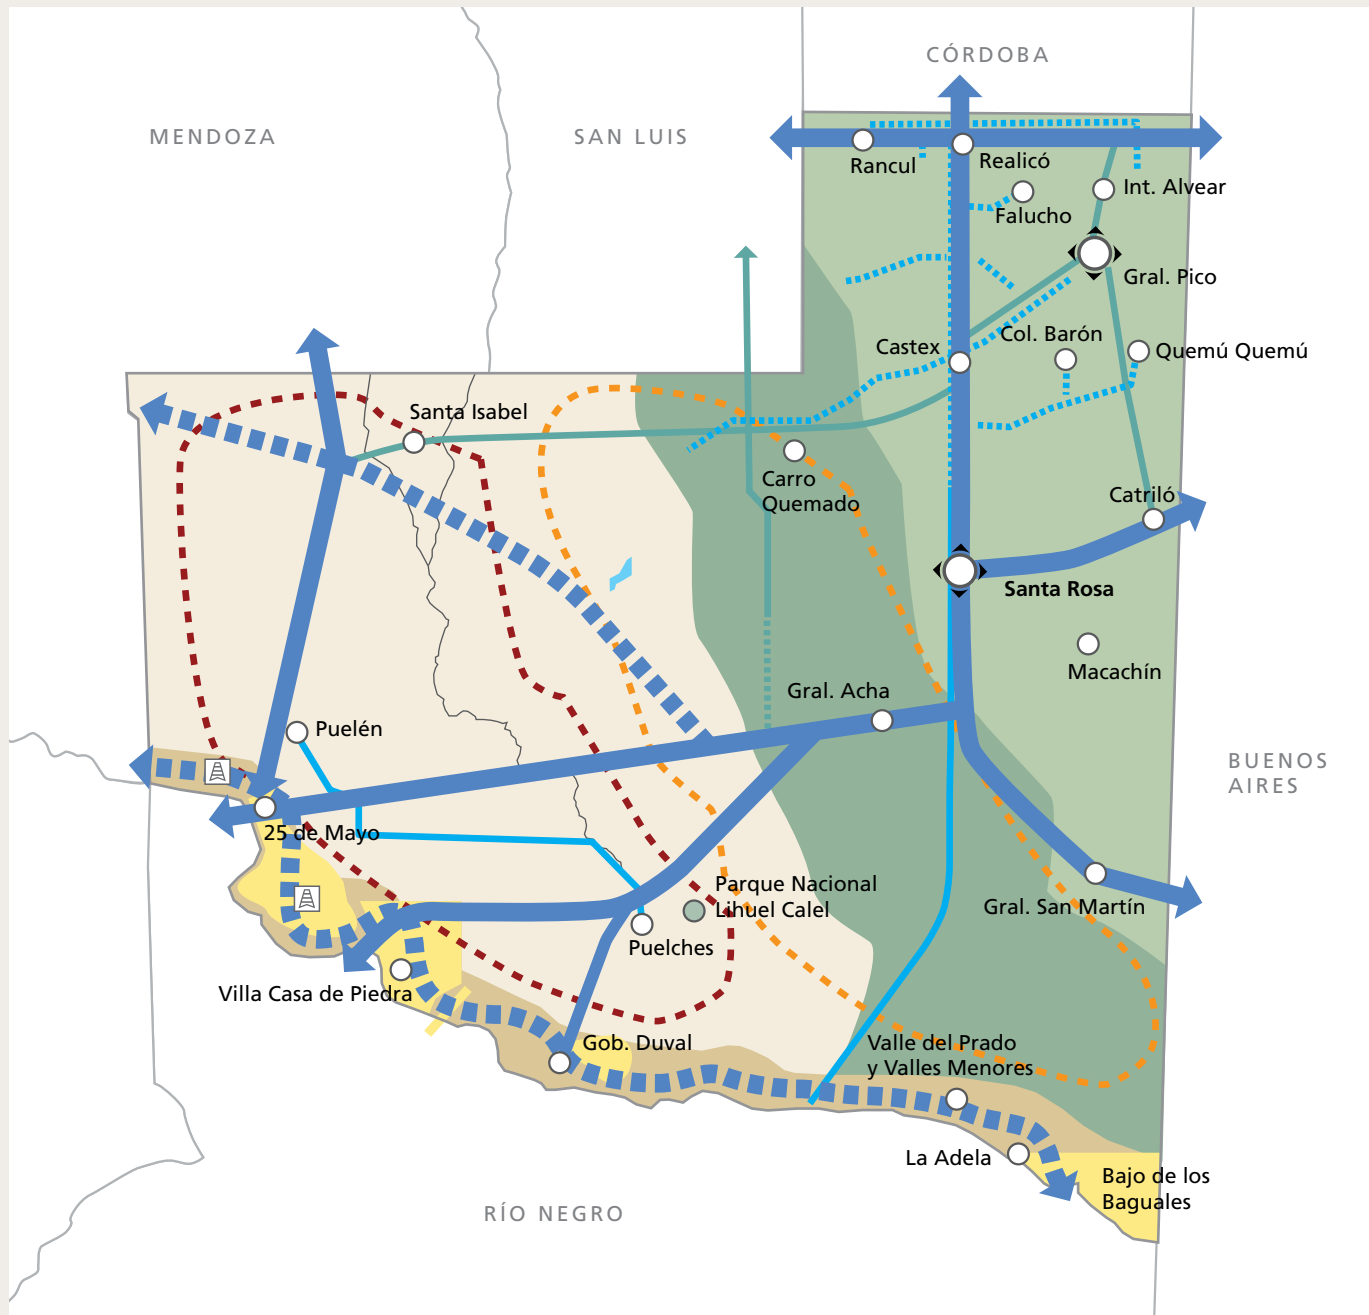 CÓRDOBA
MENDOZA
SAN LUIS
Rancul
Realicó
Int. Alvear
Falucho
Gral. Pico
Castex
Col. Barón
Quemú Quemú
Santa Isabel
Carro
Quemado
Catriló
Santa Rosa
Macachín
Gral. Acha
Puelén
BUENOS
AIRES
25 de Mayo
Parque Nacional
Lihuel Calel
Gral. San Martín
Puelches
Villa Casa de Piedra
Gob. Duval
Valle del Prado
y Valles Menores
La Adela
Bajo de los
Baguales
RÍO NEGRO